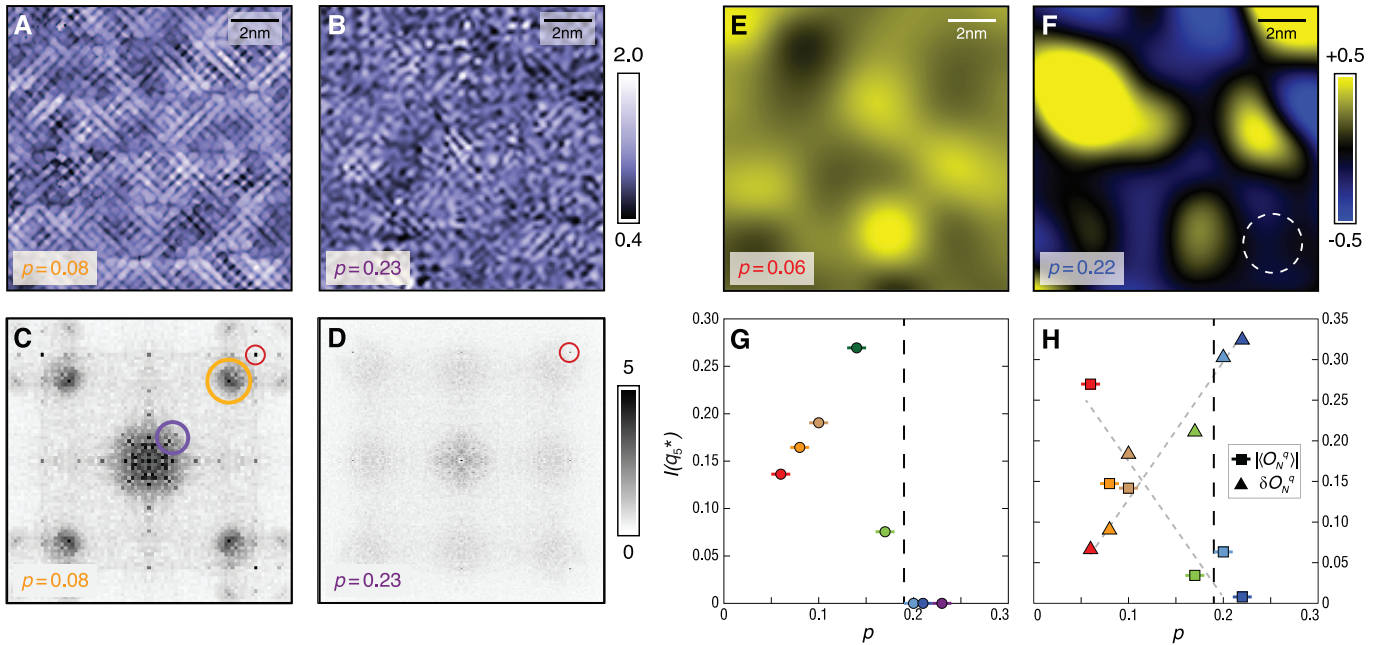 A
2nm
p=0.08
B
2nm
p=0.23
2.0
0.4
E
2nm
p=0.06
F
2nm
p=0.22
+0.5
-0.5
C
p=0.08
D
p=0.23
5
0
G
0.30
0.25
0.20
0.15
0.10
0.05
0
I(q₅*)
0 0.1 0.2 0.3
p
H
|⟨O_N^q⟩|
δO_N^q
0.35
0.30
0.25
0.20
0.15
0.10
0.05
0
0 0.1 0.2 0.3
p